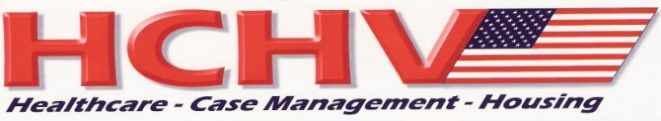 HCHV
Healthcare - Case Management - Housing